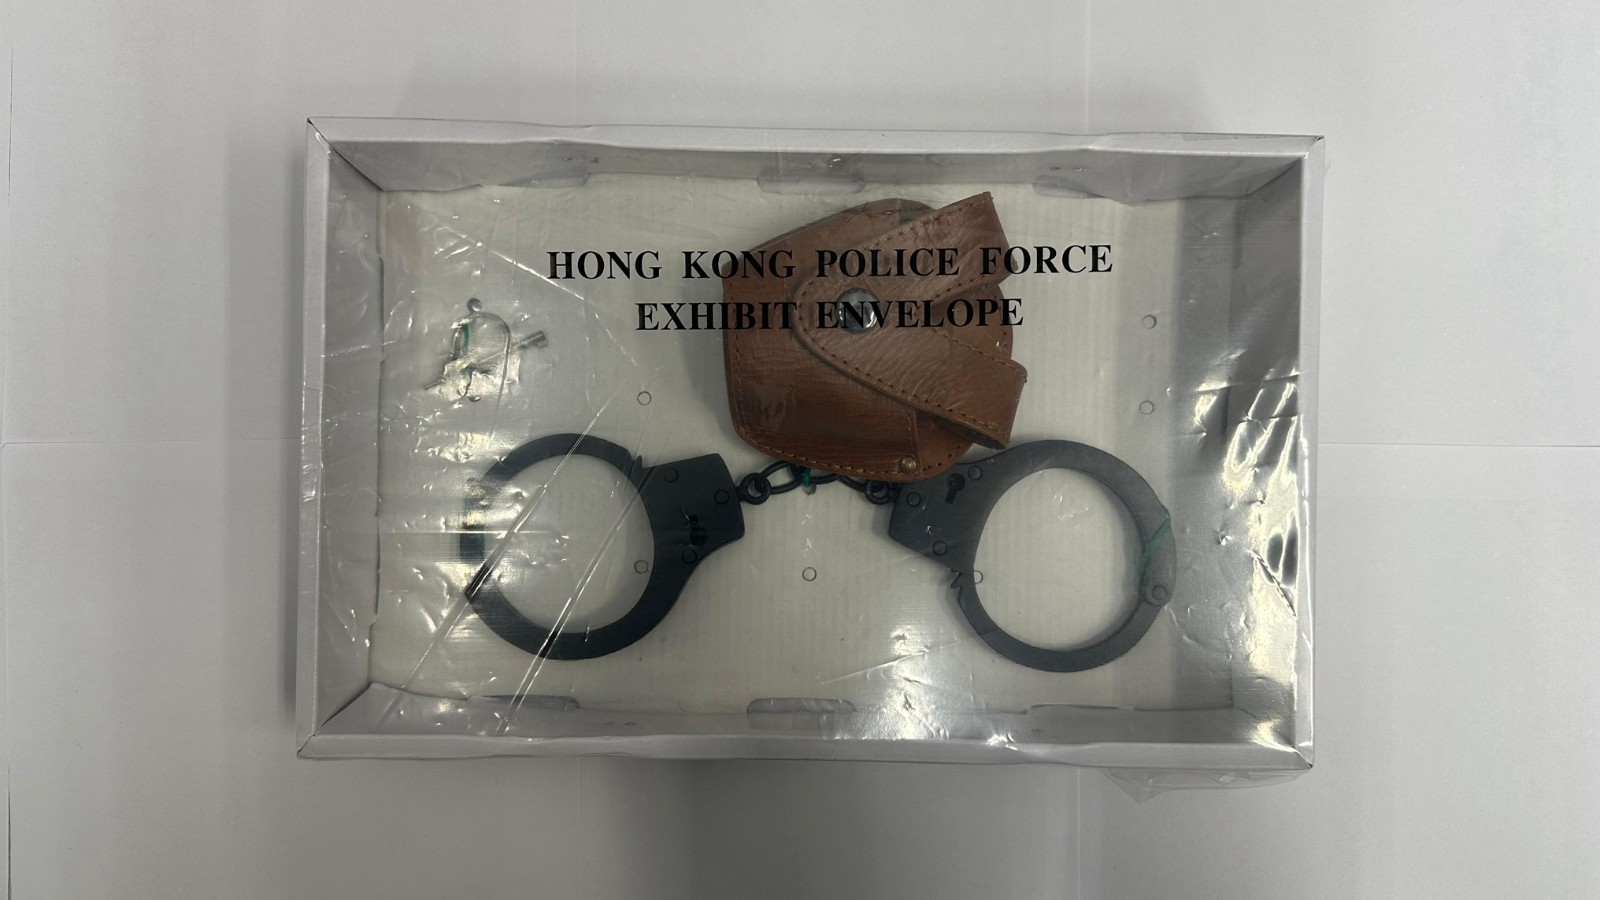 HONG KONG POLICE FORCE
EXHIBIT ENVELOPE